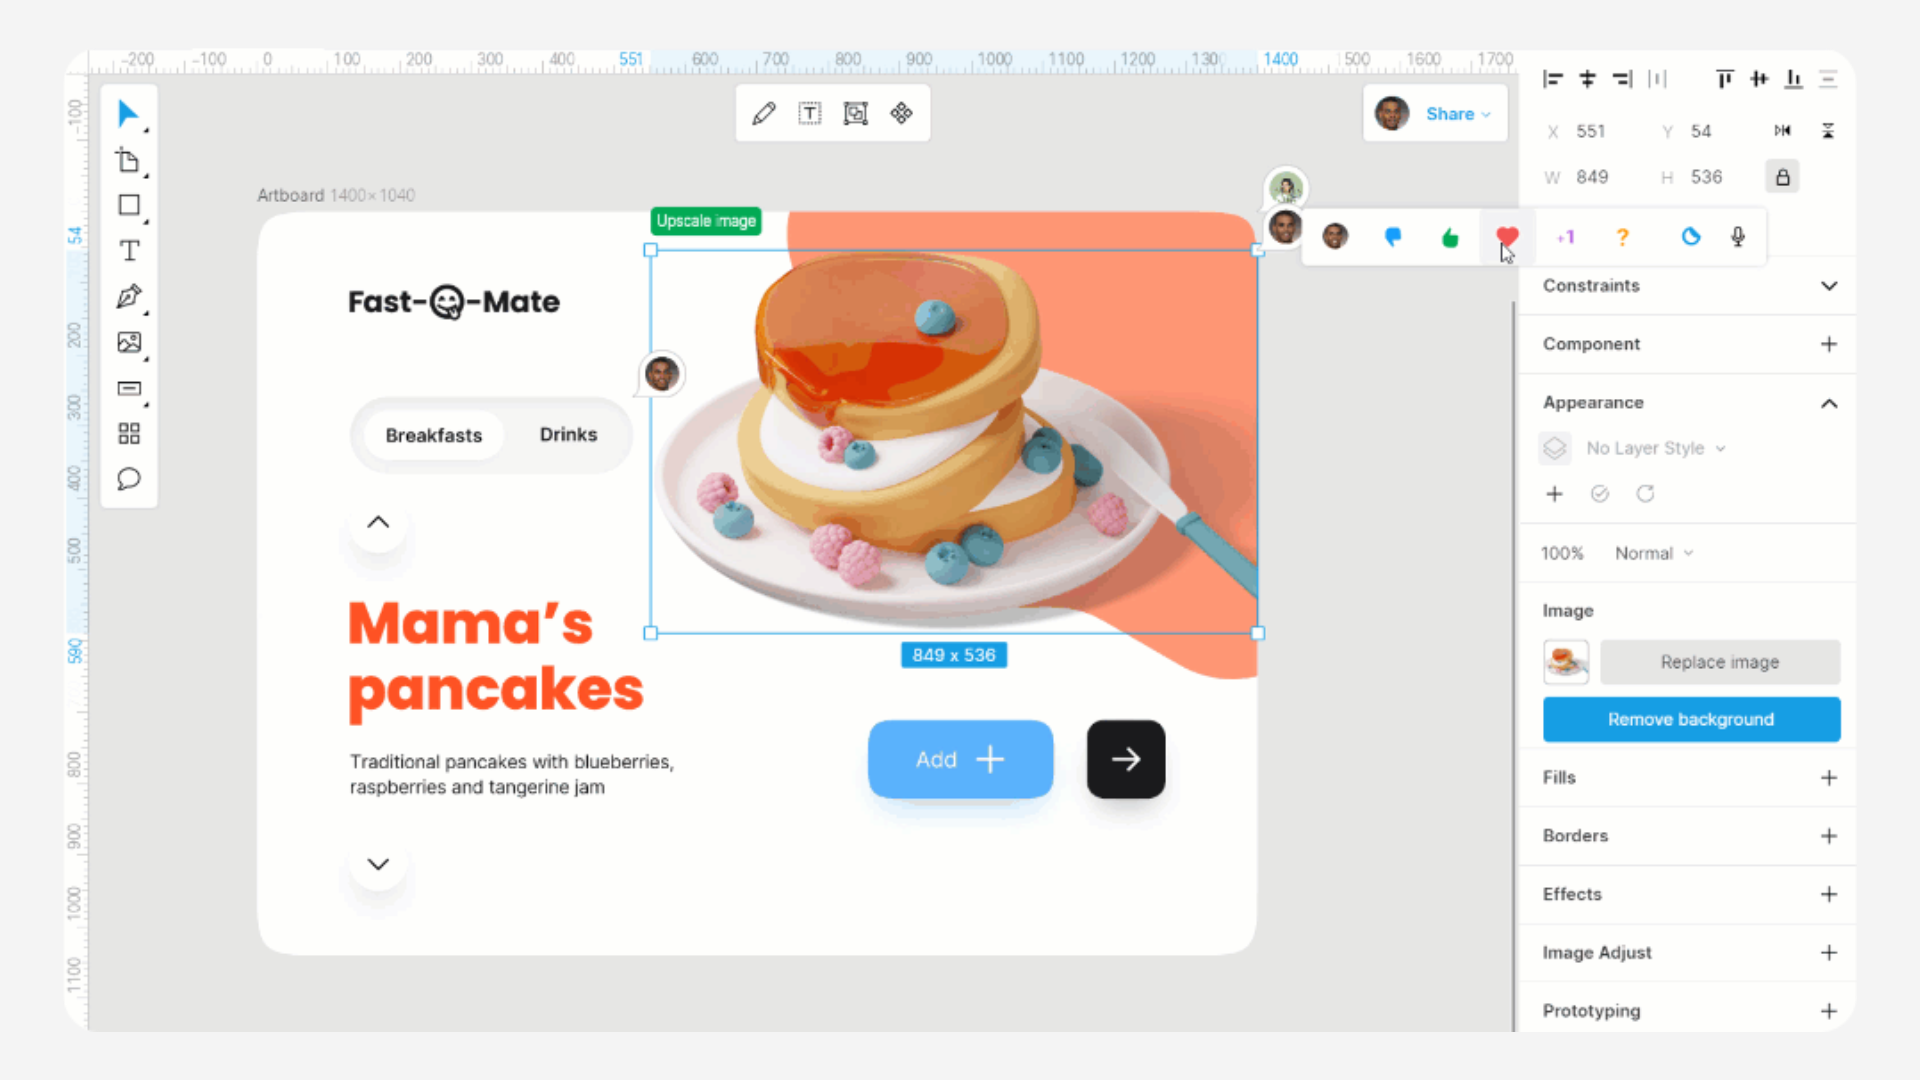 -200 -100 0 100 200 300 400 551 600 700 800 900 1000 1100 1200 130 1400 1500 1600 1700
-100
54
200
300
400
500
590
800
900
1000
1100
T
Share
X 551 Y 54
W 849 H 536
Artboard 1400×1040
Upscale image
+1 ?
Fast- -Mate
Breakfasts Drinks
Mama’s
pancakes
Traditional pancakes with blueberries,
raspberries and tangerine jam
849 x 536
Add
Constraints
Component
Appearance
No Layer Style
100% Normal
Image
Replace image
Remove background
Fills
Borders
Effects
Image Adjust
Prototyping